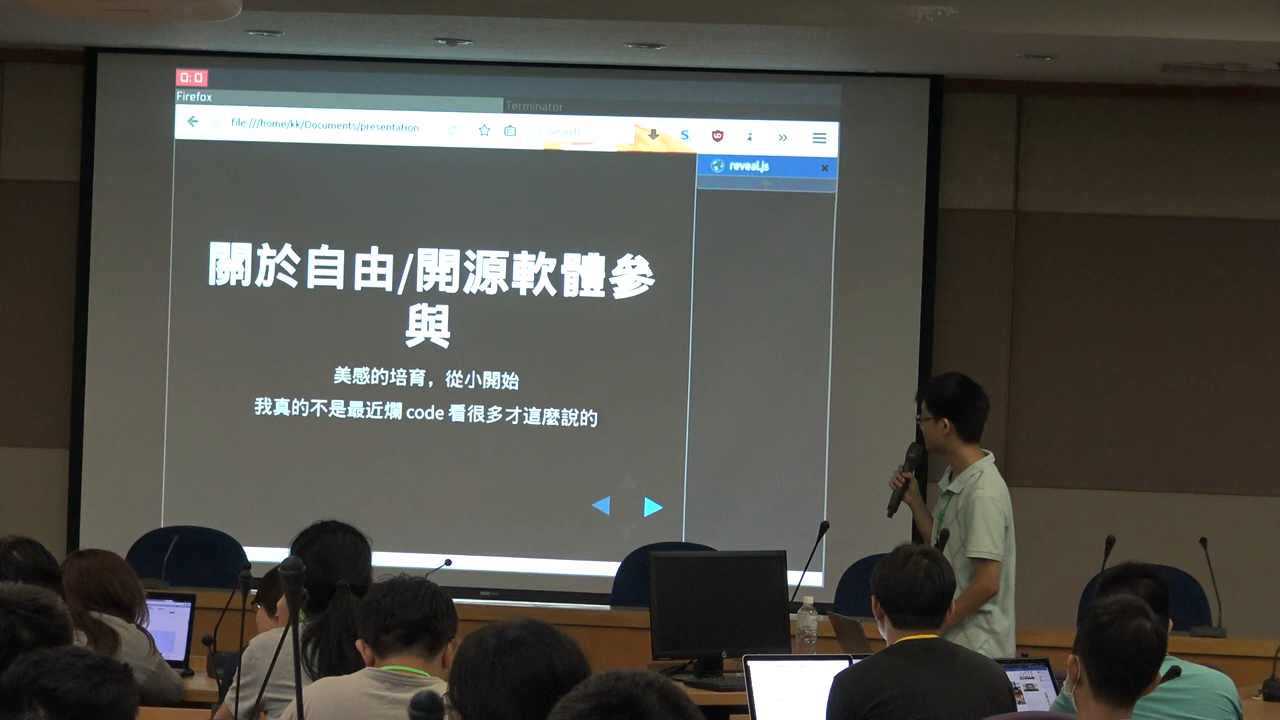 0: 0
Firefox
Terminator
file:///home/kk/Documents/presentation
Search
S
reveal.js
關於自由/開源軟體參
與
美感的培育，從小開始
我真的不是最近爛 code 看很多才這麼說的